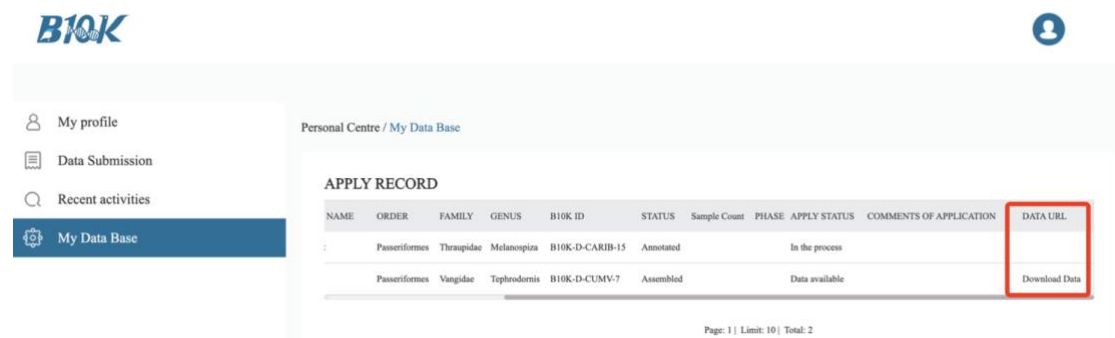 B10K
My profile
Data Submission
Recent activities
My Data Base
Personal Centre / My Data Base
APPLY RECORD
NAME ORDER FAMILY GENUS B10K ID STATUS Sample Count PHASE APPLY STATUS COMMENTS OF APPLICATION DATA URL
Passeriformes Thraupidae Melanospiza B10K-D-CARIB-15 Annotated In the process
Passeriformes Vangidae Tephrodornis B10K-D-CUMV-7 Assembled Data available Download Data
Page: 1 | Limit: 10 | Total: 2